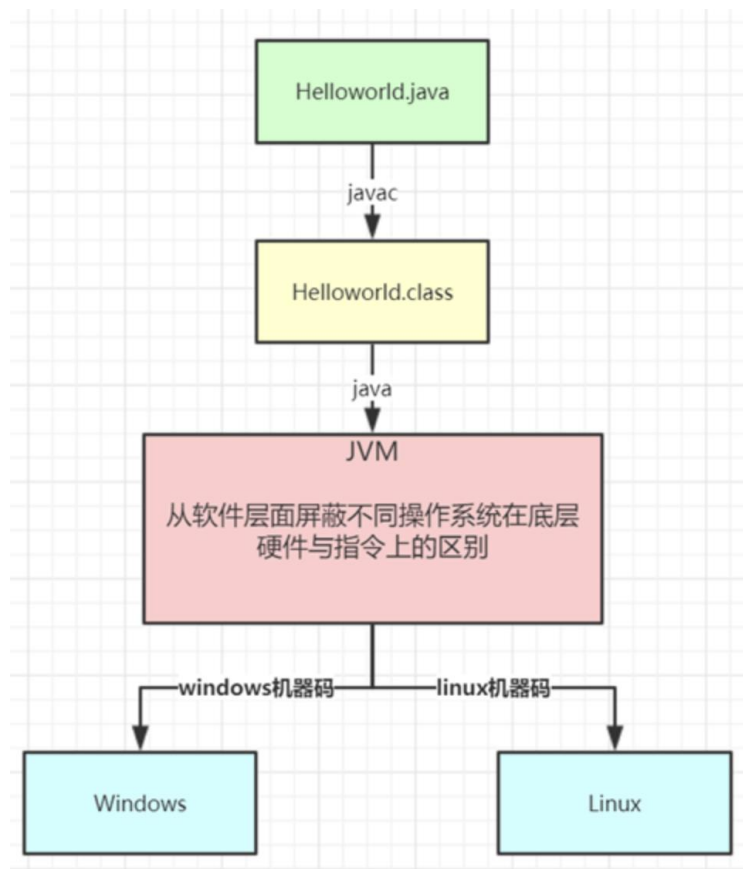 Helloworld.java
javac
Helloworld.class
java
JVM
从软件层面屏蔽不同操作系统在底层
硬件与指令上的区别
windows机器码
linux机器码
Windows
Linux